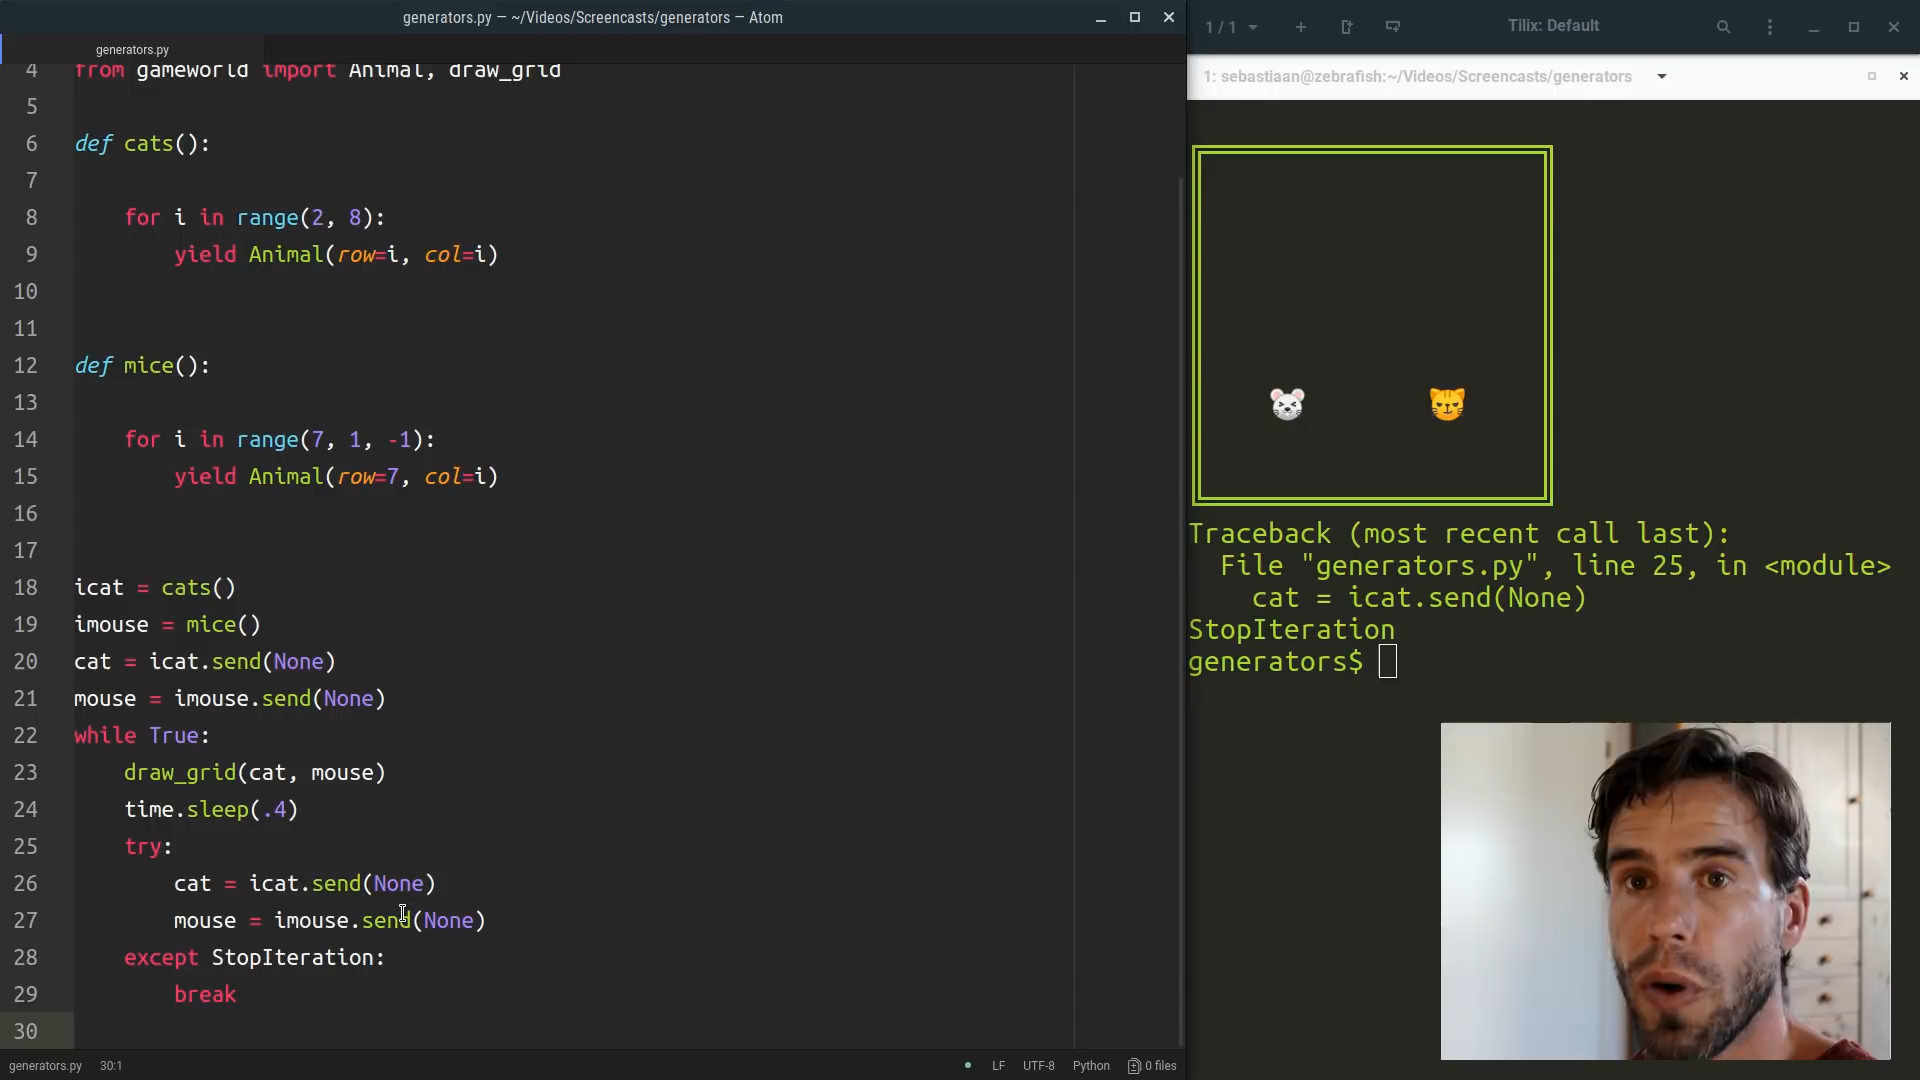 generators.py — ~/Videos/Screencasts/generators — Atom
generators.py
4 from gameworld import Animal, draw_grid
5
6 def cats():
7
8 for i in range(2, 8):
9 yield Animal(row=i, col=i)
10
11
12 def mice():
13
14 for i in range(7, 1, -1):
15 yield Animal(row=7, col=i)
16
17
18 icat = cats()
19 imouse = mice()
20 cat = icat.send(None)
21 mouse = imouse.send(None)
22 while True:
23 draw_grid(cat, mouse)
24 time.sleep(.4)
25 try:
26 cat = icat.send(None)
27 mouse = imouse.send(None)
28 except StopIteration:
29 break
30
generators.py 30:1 LF UTF-8 Python 0 files
1 / 1 Tilix: Default
1: sebastiaan@zebrafish:~/Videos/Screencasts/generators
Traceback (most recent call last):
File "generators.py", line 25, in <module>
cat = icat.send(None)
StopIteration
generators$